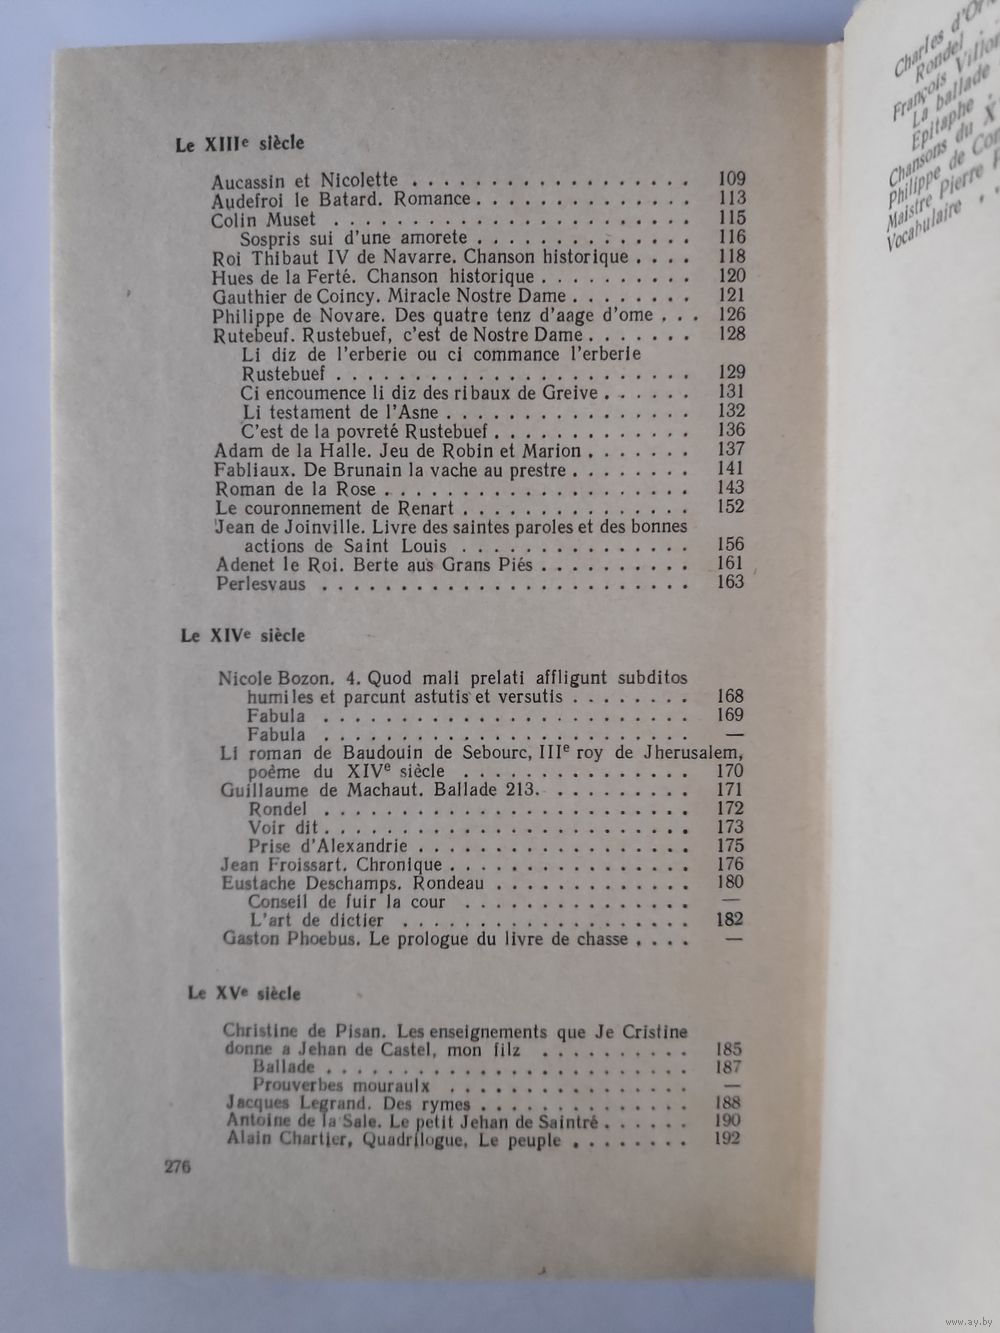 Le XIIIe siècle
Aucassin et Nicolette . . . . . . . . . . . . . . . . . . 109
Audefroi le Batard. Romance . . . . . . . . . . . . . . 113
Colin Muset . . . . . . . . . . . . . . . . . . . . . . . 115
Sospris sui d'une amorete . . . . . . . . . . . . . . 116
Roi Thibaut IV de Navarre. Chanson historique . . . . 118
Hues de la Ferté. Chanson historique . . . . . . . . . . 120
Gauthier de Coincy. Miracle Nostre Dame . . . . . . . . 121
Philippe de Novare. Des quatre tenz d'aage d'ome . . . 126
Rutebeuf. Rustebuef, c'est de Nostre Dame . . . . . . . 128
Li diz de l'erberie ou ci commance l'erberie
Rustebuef . . . . . . . . . . . . . . . . . . . . . . . 129
Ci encoumence li diz des ribaux de Greive . . . . . . 131
Li testament de l'Asne . . . . . . . . . . . . . . . . 132
C'est de la povreté Rustebuef . . . . . . . . . . . . . 136
Adam de la Halle. Jeu de Robin et Marion . . . . . . . 137
Fabliaux. De Brunain la vache au prestre . . . . . . . . 141
Roman de la Rose . . . . . . . . . . . . . . . . . . . . 143
Le couronnement de Renart . . . . . . . . . . . . . . . 152
Jean de Joinville. Livre des saintes paroles et des bonnes
actions de Saint Louis . . . . . . . . . . . . . . . 156
Adenet le Roi. Berte aus Grans Piés . . . . . . . . . . 161
Perlesvaus . . . . . . . . . . . . . . . . . . . . . . . . 163
Le XIVe siècle
Nicole Bozon. 4. Quod mali prelati affligunt subditos
humiles et parcunt astutis et versutis . . . . . . . . 168
Fabula . . . . . . . . . . . . . . . . . . . . . . . . 169
Fabula . . . . . . . . . . . . . . . . . . . . . . . . —
Li roman de Baudouin de Sebourc, IIIe roy de Jherusalem,
poème du XIVe siècle . . . . . . . . . . . . . . . 170
Guillaume de Machaut. Ballade 213. . . . . . . . . . 171
Rondel . . . . . . . . . . . . . . . . . . . . . . . . 172
Voir dit . . . . . . . . . . . . . . . . . . . . . . . . 173
Prise d'Alexandrie . . . . . . . . . . . . . . . . . . 175
Jean Froissart. Chronique . . . . . . . . . . . . . . . . 176
Eustache Deschamps. Rondeau . . . . . . . . . . . . . 180
Conseil de fuir la cour . . . . . . . . . . . . . . . —
L'art de dictier . . . . . . . . . . . . . . . . . . . 182
Gaston Phoebus. Le prologue du livre de chasse . . . . —
Le XVe siècle
Christine de Pisan. Les enseignements que Je Cristine
donne a Jehan de Castel, mon filz . . . . . . . . . . 185
Ballade . . . . . . . . . . . . . . . . . . . . . . . . 187
Prouverbes mouraulx . . . . . . . . . . . . . . . . —
Jacques Legrand. Des rymes . . . . . . . . . . . . . . 188
Antoine de la Sale. Le petit Jehan de Saintré . . . . . . 190
Alain Chartier, Quadrilogue, Le peuple . . . . . . . . 192
276
Charles
Rondel .
François Villon
La ballade
Epitaphe .
Chansons du
Philippe de
Maistre Pierre
Vocabulaire .
www.ay.by